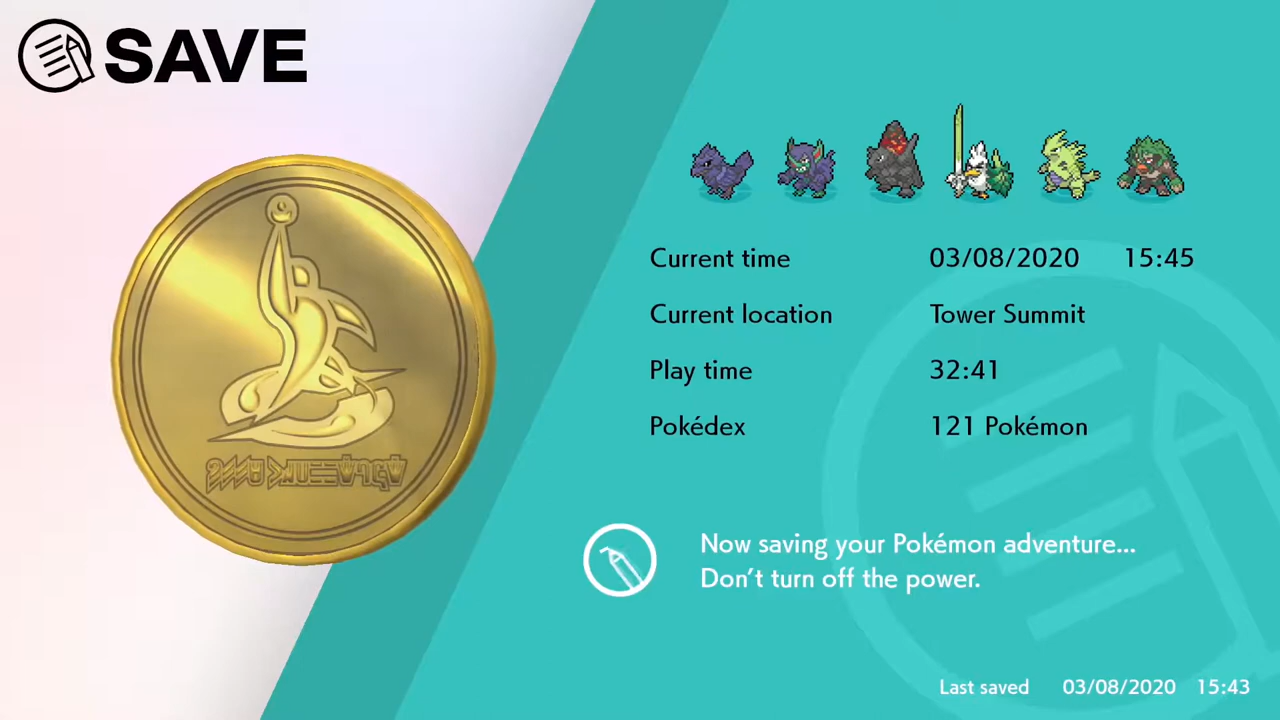 SAVE
Current time 03/08/2020 15:45
Current location Tower Summit
Play time 32:41
Pokédex 121 Pokémon
Now saving your Pokémon adventure...
Don't turn off the power.
Last saved 03/08/2020 15:43